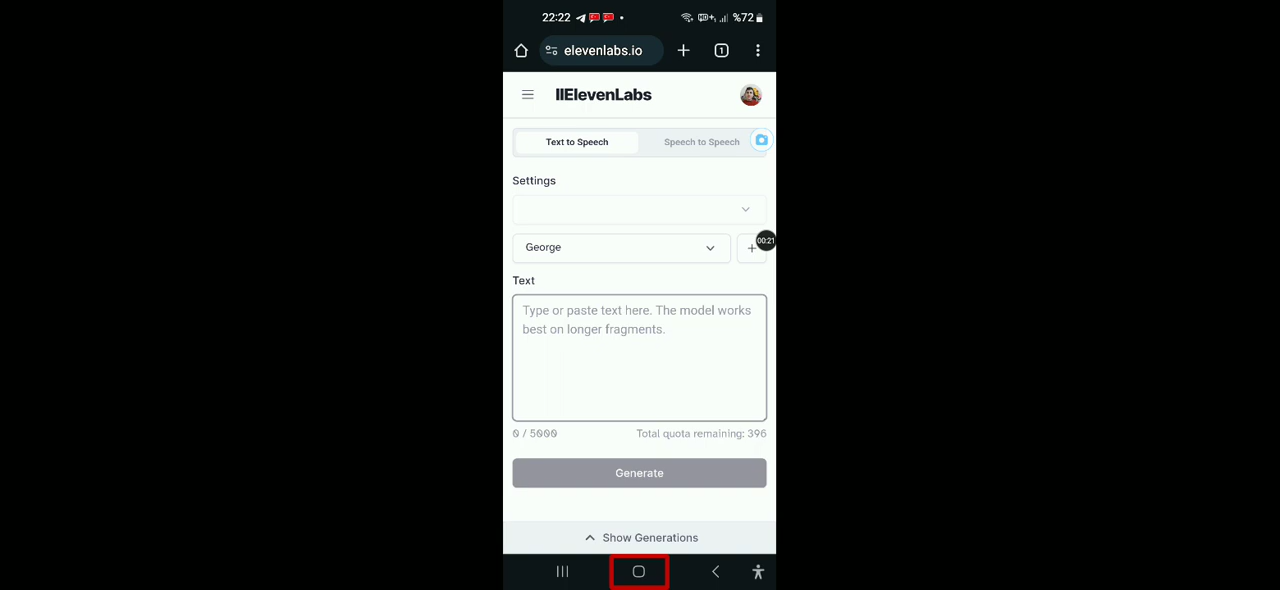 22:22
%72
elevenlabs.io
1
IIElevenLabs
Text to Speech
Speech to Speech
Settings
00:21
George
Text
Type or paste text here. The model works
best on longer fragments.
0 / 5000
Total quota remaining: 396
Generate
Show Generations